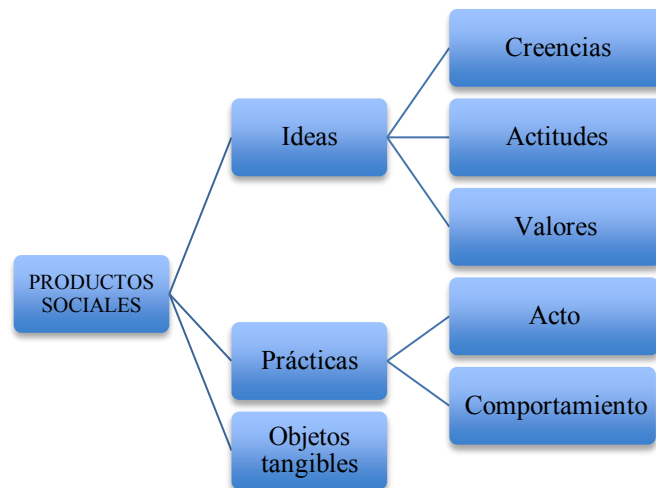 PRODUCTOS
SOCIALES
Ideas
Creencias
Actitudes
Valores
Prácticas
Acto
Comportamiento
Objetos
tangibles